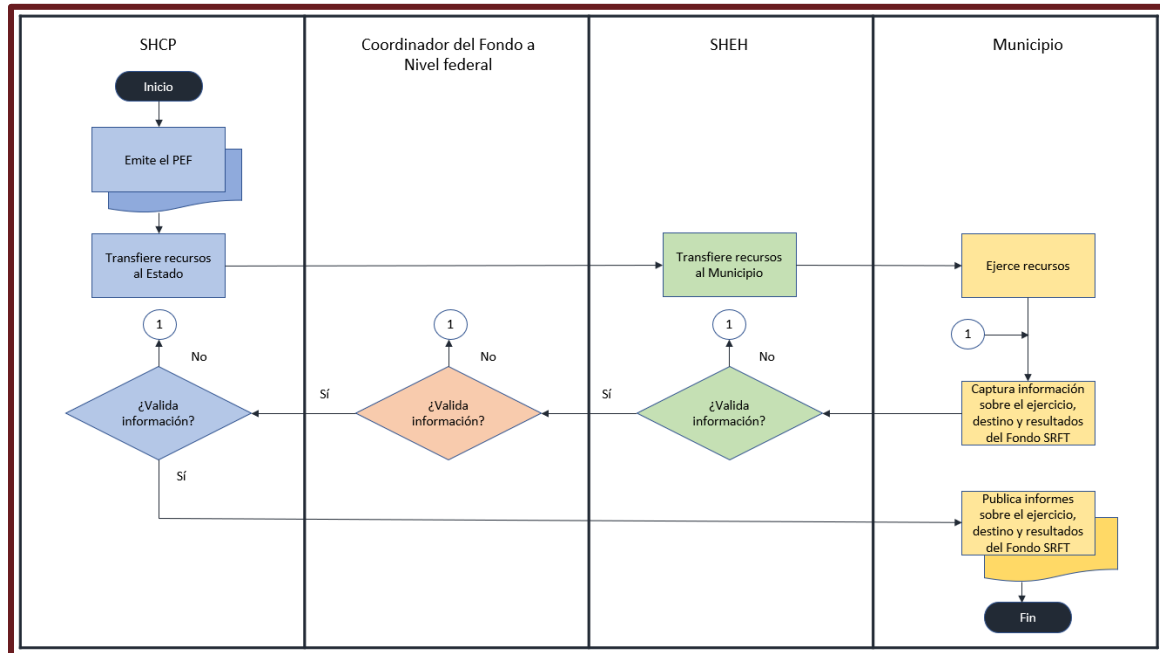 SHCP
Coordinador del Fondo a
Nivel federal
SHEH
Municipio
Inicio
Emite el PEF
Transfiere recursos
al Estado
Transfiere recursos
al Municipio
Ejerce recursos
1
1
1
1
No
No
No
¿Valida
información?
Sí
¿Valida
información?
Sí
¿Valida
información?
Captura información
sobre el ejercicio,
destino y resultados
del Fondo SRFT
Sí
Publica informes
sobre el ejercicio,
destino y resultados
del Fondo SRFT
Fin